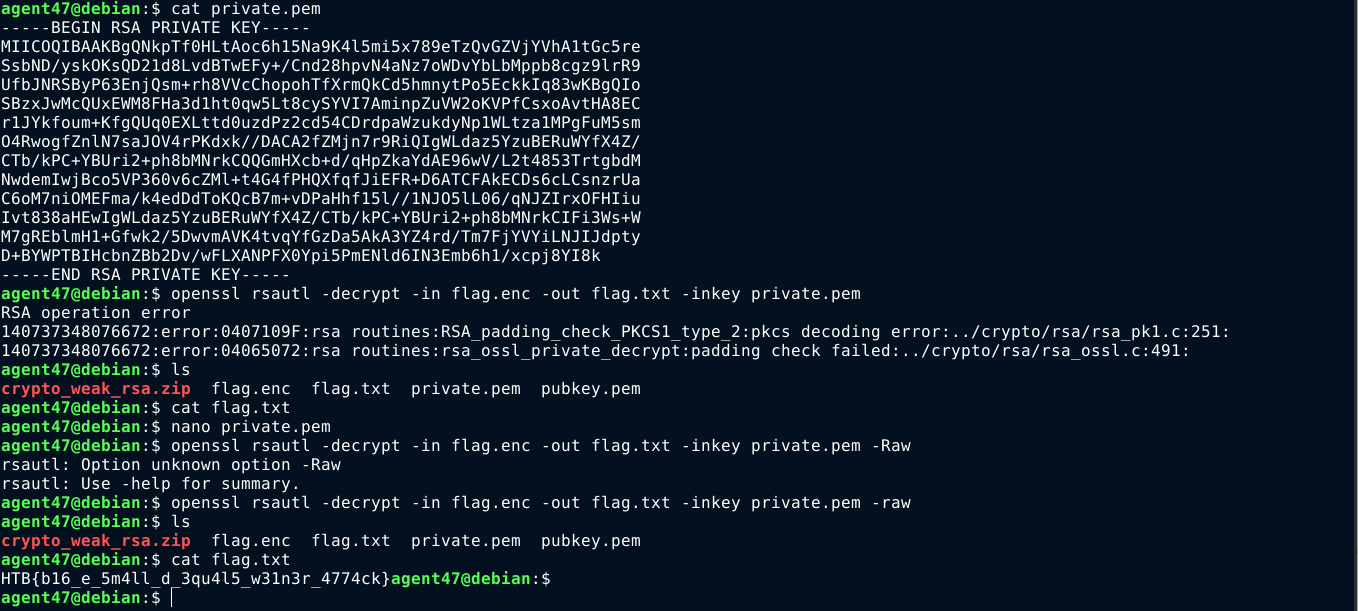 agent47@debian:$ cat private.pem
-----BEGIN RSA PRIVATE KEY-----
MIICOQIBAAKBgQNkpTf0HLtAoc6h15Na9K4l5mi5x789eTzQvGZVjYVhA1tGc5re
SsbND/yskOKsQD21d8LvdBTwEFy+/Cnd28hpvN4aNz7oWDvYbLbMppb8cgz9lrR9
UfbJNRSByP63EnjQsm+rh8VVcChopohTfXrmQkCd5hmnytPo5EckkIq83wKBgQIo
SBzxJwMcQUxEWM8FHa3d1ht0qw5Lt8cySYVI7AminpZuVW2oKVPfCsxoAvtHA8EC
r1JYkfoum+KfgQUq0EXLttd0uzdPz2cd54CDrdpaWzukdyNp1WLtza1MPgFuM5sm
O4RwogfZnlN7saJOV4rPKdxk//DACA2fZMjn7r9RiQIgWLdaz5YzuBERuWYfX4Z/
CTb/kPC+YBUri2+ph8bMNrkCQQGmHXcb+d/qHpZkaYdAE96wV/L2t4853TrtgbdM
NwdemIwjBco5VP360v6cZMl+t4G4fPHQXfqfJiEFR+D6ATCFAkECDs6cLCsnzrUa
C6oM7niOMEFma/k4edDdToKQcB7m+vDPaHhf15l//1NJO5lL06/qNJZIrxOFHIiu
Ivt838aHEwIgWLdaz5YzuBERuWYfX4Z/CTb/kPC+YBUri2+ph8bMNrkCIFi3Ws+W
M7gREblmH1+Gfwk2/5DwvmAVK4tvqYfGzDa5AkA3YZ4rd/Tm7FjYVYiLNJIJdpty
D+BYWPTBIHcbnZBb2Dv/wFLXANPFX0Ypi5PmENld6IN3Emb6h1/xcpj8YI8k
-----END RSA PRIVATE KEY-----
agent47@debian:$ openssl rsautl -decrypt -in flag.enc -out flag.txt -inkey private.pem
RSA operation error
140737348076672:error:0407109F:rsa routines:RSA_padding_check_PKCS1_type_2:pkcs decoding error:../crypto/rsa/rsa_pk1.c:251:
140737348076672:error:04065072:rsa routines:rsa_ossl_private_decrypt:padding check failed:../crypto/rsa/rsa_ossl.c:491:
agent47@debian:$ ls
crypto_weak_rsa.zip  flag.enc  flag.txt  private.pem  pubkey.pem
agent47@debian:$ cat flag.txt
agent47@debian:$ nano private.pem
agent47@debian:$ openssl rsautl -decrypt -in flag.enc -out flag.txt -inkey private.pem -Raw
rsautl: Option unknown option -Raw
rsautl: Use -help for summary.
agent47@debian:$ openssl rsautl -decrypt -in flag.enc -out flag.txt -inkey private.pem -raw
agent47@debian:$ ls
crypto_weak_rsa.zip  flag.enc  flag.txt  private.pem  pubkey.pem
agent47@debian:$ cat flag.txt
HTB{b16_e_5m4ll_d_3qu4l5_w31n3r_4774ck}agent47@debian:$
agent47@debian:$